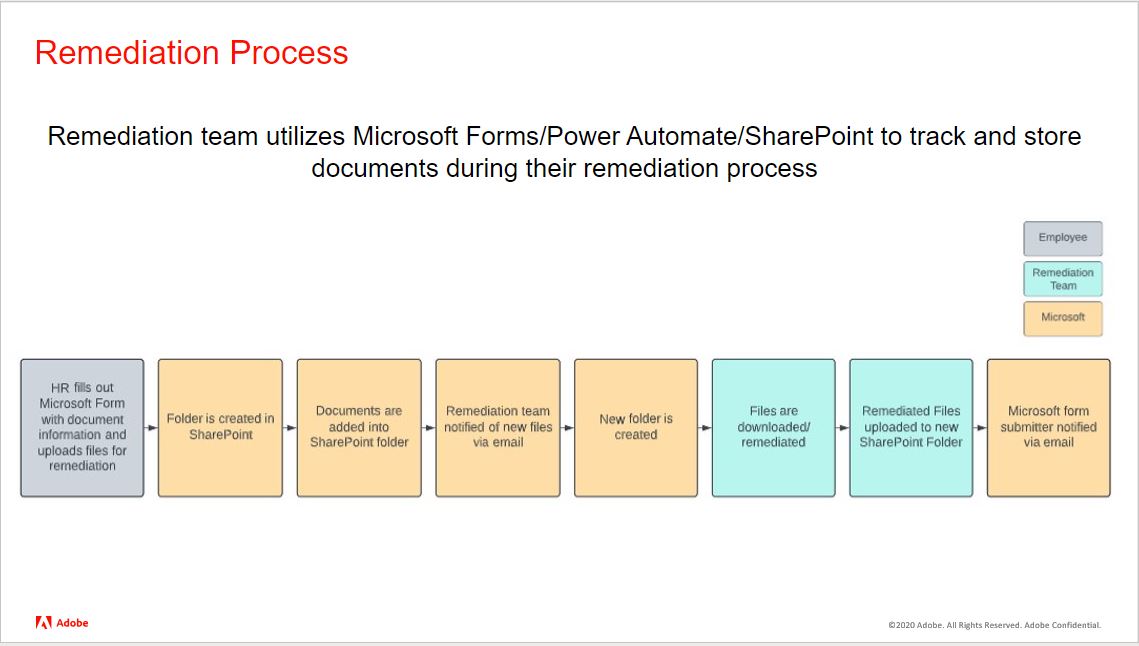 Remediation Process
Remediation team utilizes Microsoft Forms/Power Automate/SharePoint to track and store
documents during their remediation process
Employee
Remediation
Team
Microsoft
HR fills out
Microsoft Form
with document
information and
uploads files for
remediation
Folder is created in
SharePoint
Documents are
added into
SharePoint folder
Remediation team
notified of new files
via email
New folder is
created
Files are
downloaded/
remediated
Remediated Files
uploaded to new
SharePoint Folder
Microsoft form
submitter notified
via email
Adobe
©2020 Adobe. All Rights Reserved. Adobe Confidential.